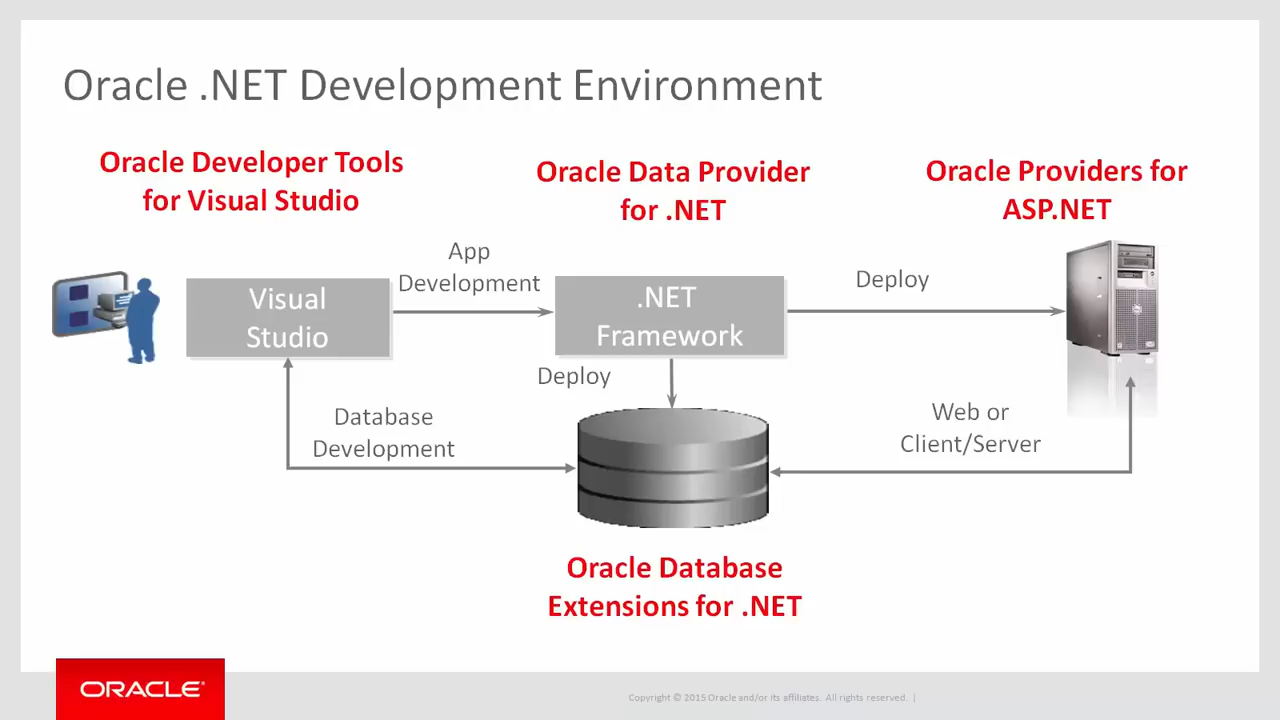 Oracle .NET Development Environment
Oracle Developer Tools
for Visual Studio
Oracle Data Provider
for .NET
Oracle Providers for
ASP.NET
App
Development
Deploy
Visual
Studio
.NET
Framework
Deploy
Database
Development
Web or
Client/Server
Oracle Database
Extensions for .NET
ORACLE®
Copyright © 2015 Oracle and/or its affiliates. All rights reserved. |